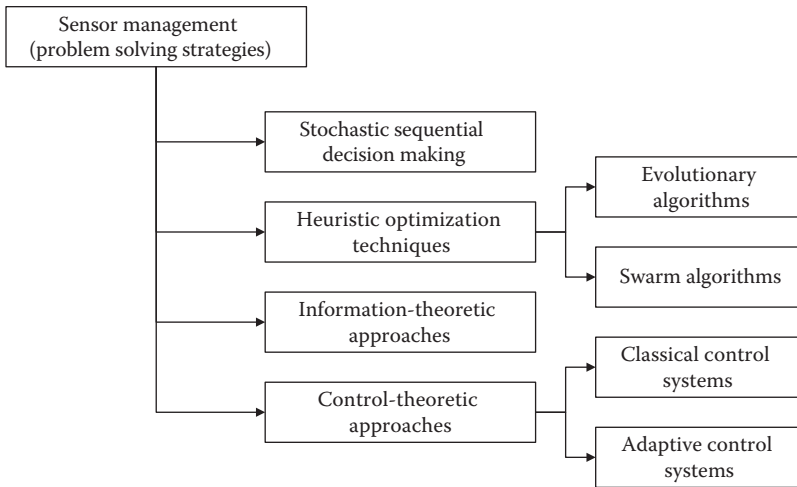 Sensor management
(problem solving strategies)
Stochastic sequential
decision making
Heuristic optimization
techniques
Evolutionary
algorithms
Swarm algorithms
Information-theoretic
approaches
Control-theoretic
approaches
Classical control
systems
Adaptive control
systems